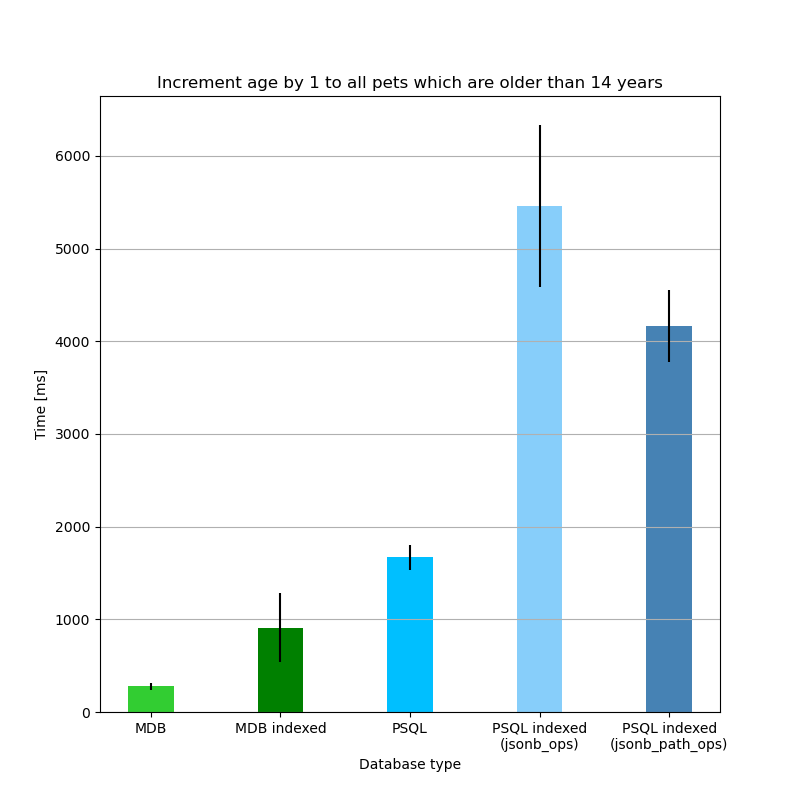 Increment age by 1 to all pets which are older than 14 years
6000
5000
4000
3000
2000
1000
0
Time [ms]
MDB
MDB indexed
PSQL
PSQL indexed
(jsonb_ops)
PSQL indexed
(jsonb_path_ops)
Database type